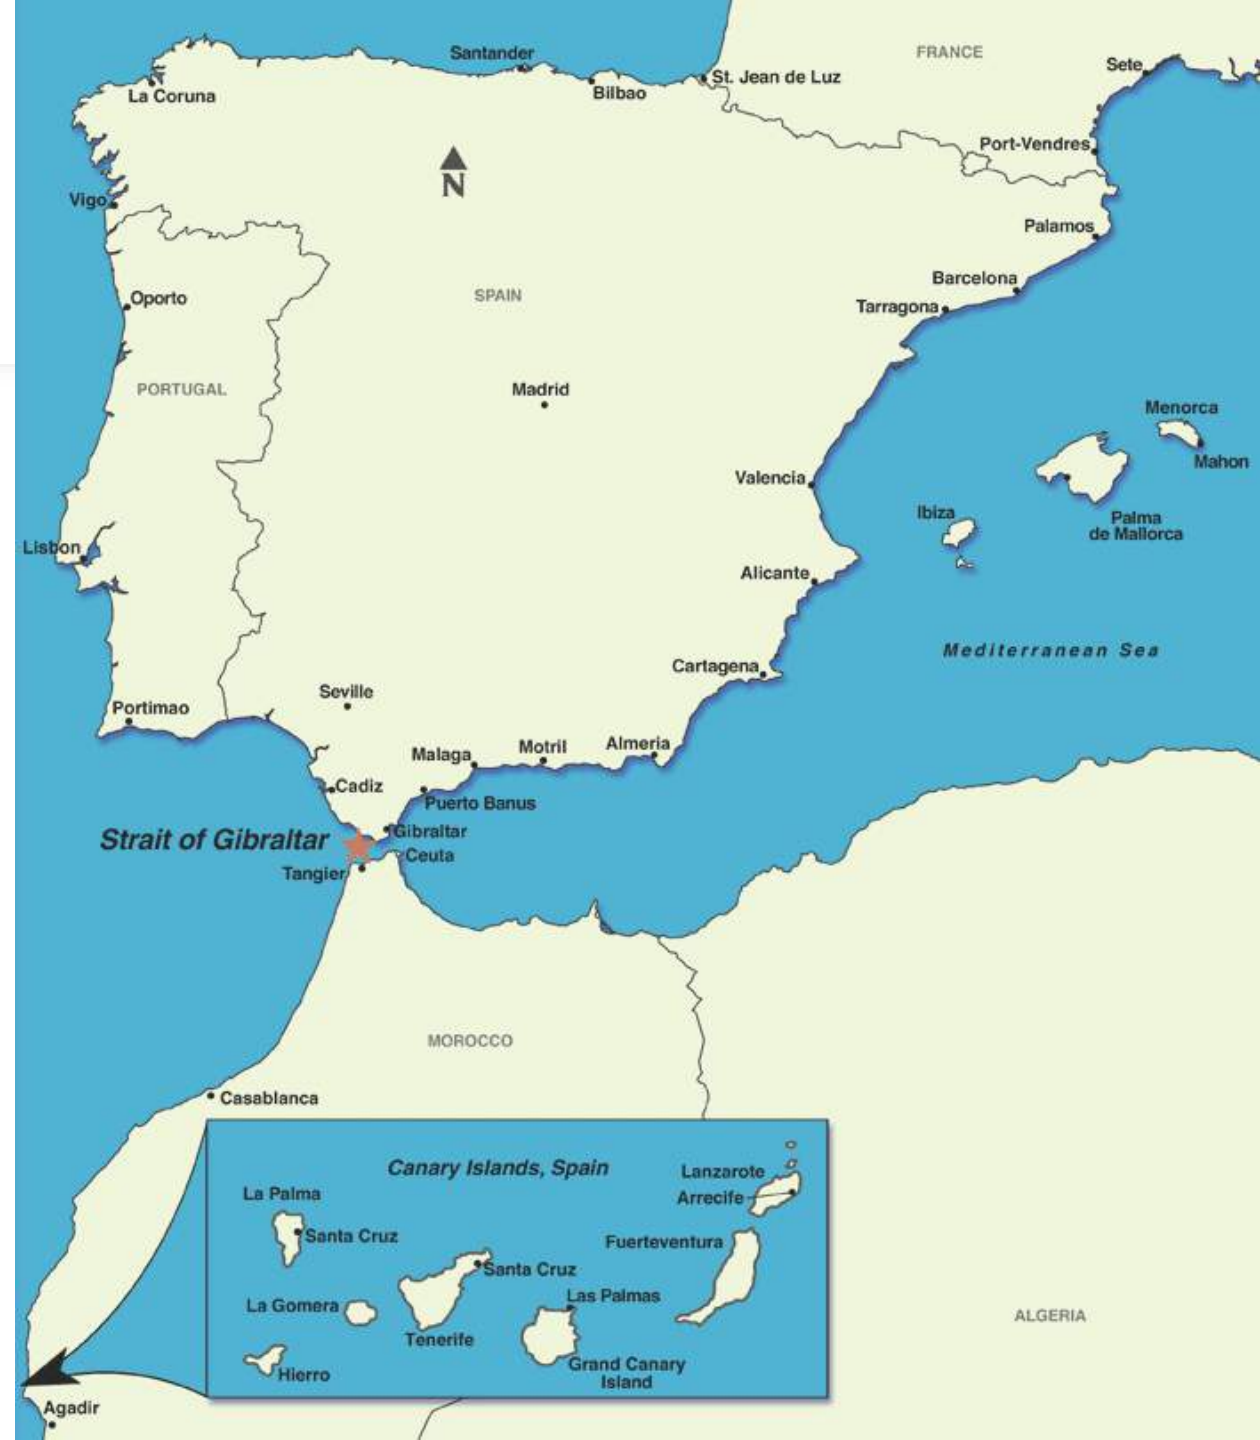 Santander
FRANCE
Sete
St. Jean de Luz
La Coruna
Bilbao
Port-Vendres
N
Vigo
Palamos
Barcelona
Oporto
SPAIN
Tarragona
PORTUGAL
Madrid
Menorca
Mahon
Valencia
Ibiza
Palma
de Mallorca
Lisbon
Alicante
Mediterranean Sea
Cartagena
Seville
Portimao
Malaga
Motril
Almeria
Cadiz
Puerto Banus
Strait of Gibraltar
Gibraltar
Ceuta
Tangier
MOROCCO
Casablanca
Canary Islands, Spain
Lanzarote
Arrecife
La Palma
Santa Cruz
Fuerteventura
Santa Cruz
Las Palmas
La Gomera
Tenerife
ALGERIA
Grand Canary
Island
Hierro
Agadir